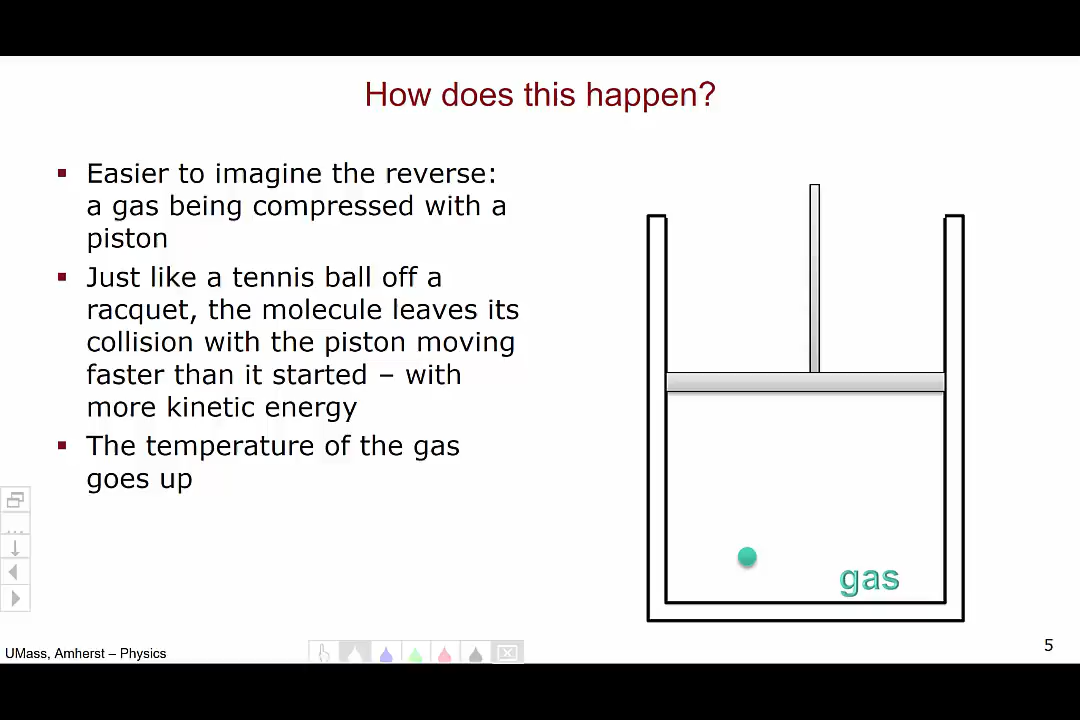 How does this happen?
Easier to imagine the reverse:
a gas being compressed with a
piston
Just like a tennis ball off a
racquet, the molecule leaves its
collision with the piston moving
faster than it started – with
more kinetic energy
The temperature of the gas
goes up
gas
UMass, Amherst – Physics
5